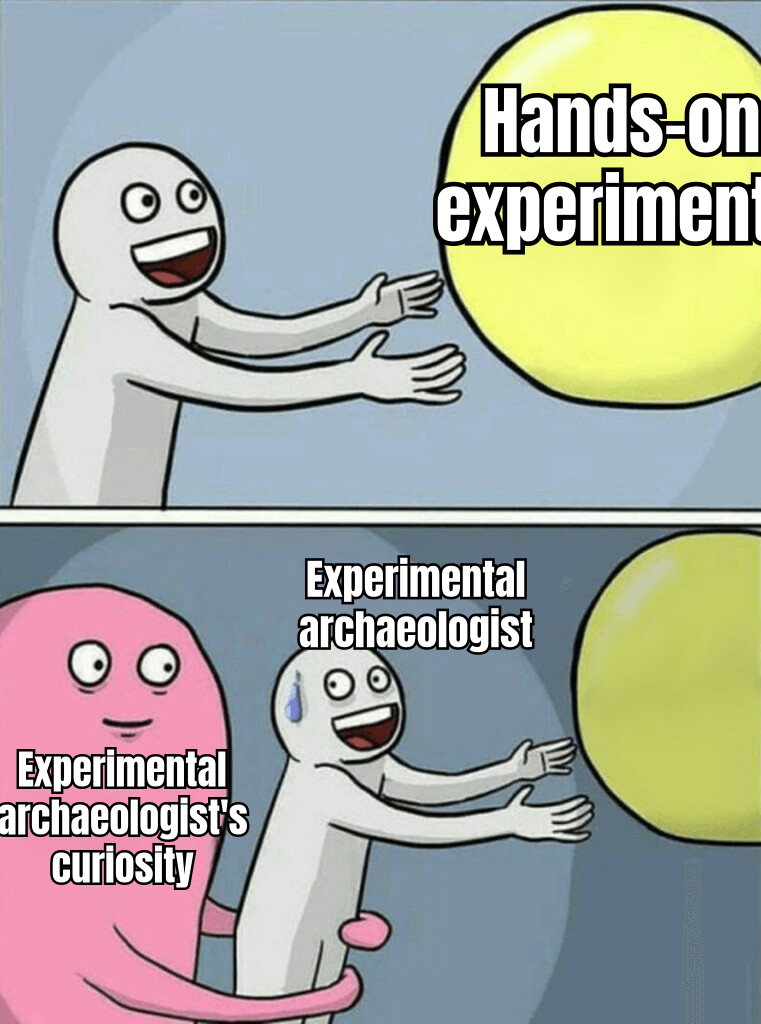 Hands-on
experiment
Experimental
archaeologist
Experimental
archaeologist's
curiosity